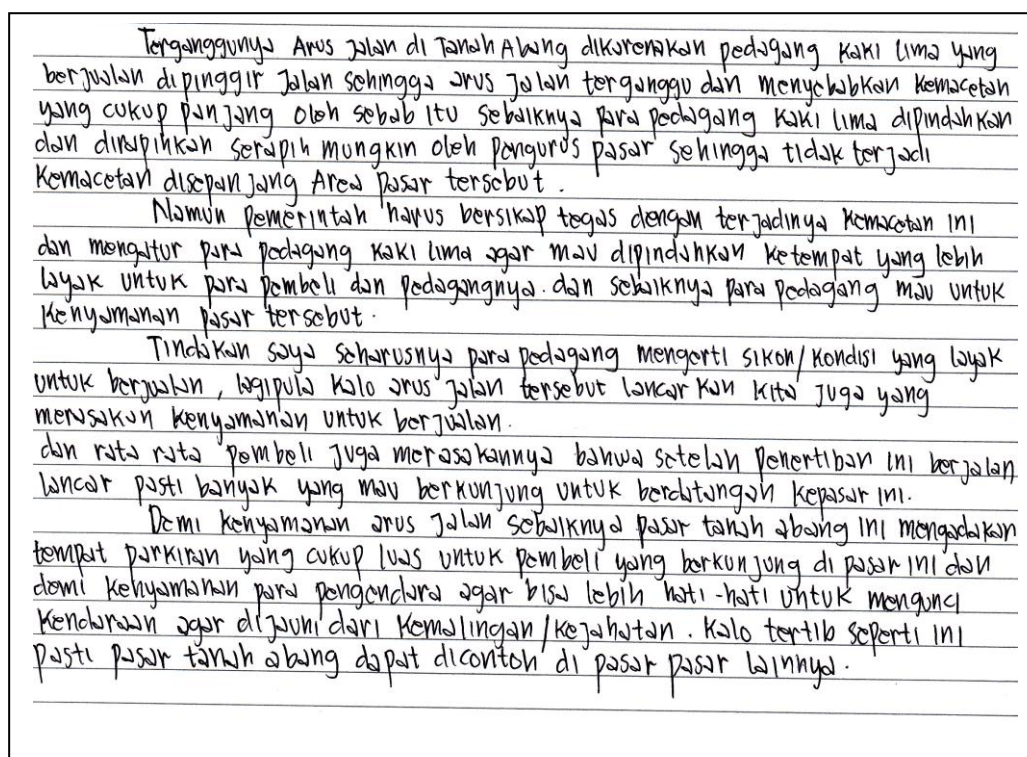 Terganggunya Arus jalan di Tanah Abang dikarenakan pedagang kaki lima yang
berjualan dipinggir jalan sehingga arus jalan terganggu dan menyebabkan kemacetan
yang cukup panjang oleh sebab itu sebaiknya para pedagang kaki lima dipindahkan
dan dirapihkan serapih mungkin oleh pengurus pasar sehingga tidak terjadi
kemacetan disepanjang Area pasar tersebut.
Namun pemerintah harus bersikap tegas dengan terjadinya kemacetan ini
dan mengatur para pedagang kaki lima agar mau dipindahkan ketempat yang lebih
layak untuk para pembeli dan pedagangnya. dan sebaiknya para pedagang mau untuk
kenyamanan pasar tersebut.
Tindakan saya seharusnya para pedagang mengerti sikon/kondisi yang layak
untuk berjualan, lagipula kalo arus jalan tersebut lancar kan kita juga yang
merasakan kenyamanan untuk berjualan.
dan rata rata pembeli juga merasakannya bahwa setelah penertiban ini berjalan
lancar pasti banyak yang mau berkunjung untuk berdatangan kepasar ini.
Demi kenyamanan arus jalan sebaiknya pasar tanah abang ini mengadakan
tempat parkiran yang cukup luas untuk pembeli yang berkunjung di pasar ini dan
demi kenyamanan para pengendara agar bisa lebih hati-hati untuk mengunci
kendaraan agar dijauhi dari kemalingan/kejahatan. kalo tertib seperti ini
pasti pasar tanah abang dapat dicontoh di pasar pasar lainnya.